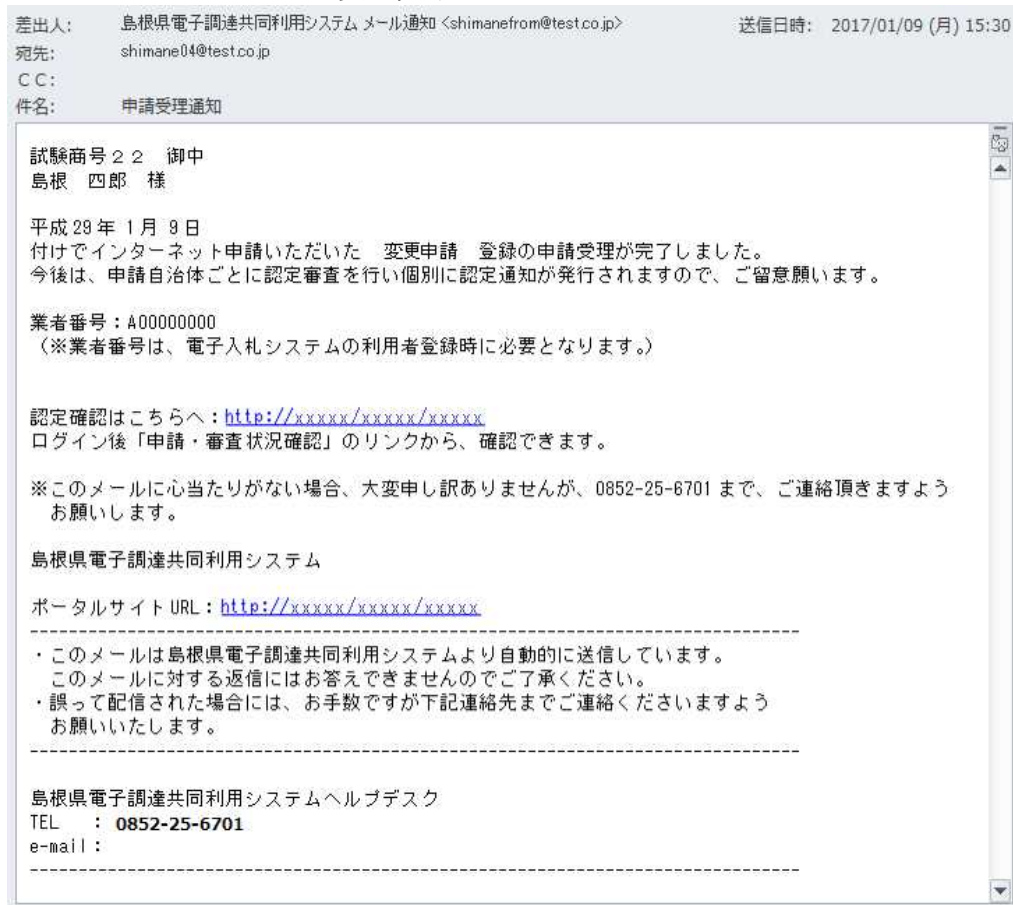 差出人: 島根県電子調達共同利用システム メール通知 <shimanefrom@test.co.jp> 送信日時: 2017/01/09 (月) 15:30
宛先: shimane04@test.co.jp
CC:
件名: 申請受理通知
試験商号２２ 御中
島根 四郎 様
平成 29 年 1 月 9 日
付けでインターネット申請いただいた 変更申請 登録の申請受理が完了しました。
今後は、申請自治体ごとに認定審査を行い個別に認定通知が発行されますので、ご留意願います。
業者番号：A00000000
（※業者番号は、電子入札システムの利用者登録時に必要となります。）
認定確認はこちらへ：http://xxxxx/xxxxx/xxxxx
ログイン後「申請・審査状況確認」のリンクから、確認できます。
※このメールに心当たりがない場合、大変申し訳ありませんが、0852-25-6701 まで、ご連絡頂きますよう
お願いします。
島根県電子調達共同利用システム
ポータルサイト URL：http://xxxxx/xxxxx/xxxxx
--------------------------------------------------------------------------------
・このメールは島根県電子調達共同利用システムより自動的に送信しています。
このメールに対する返信にはお答えできませんのでご了承ください。
・誤って配信された場合には、お手数ですが下記連絡先までご連絡くださいますよう
お願いいたします。
--------------------------------------------------------------------------------
島根県電子調達共同利用システムヘルプデスク
TEL ： 0852-25-6701
e-mail：
--------------------------------------------------------------------------------